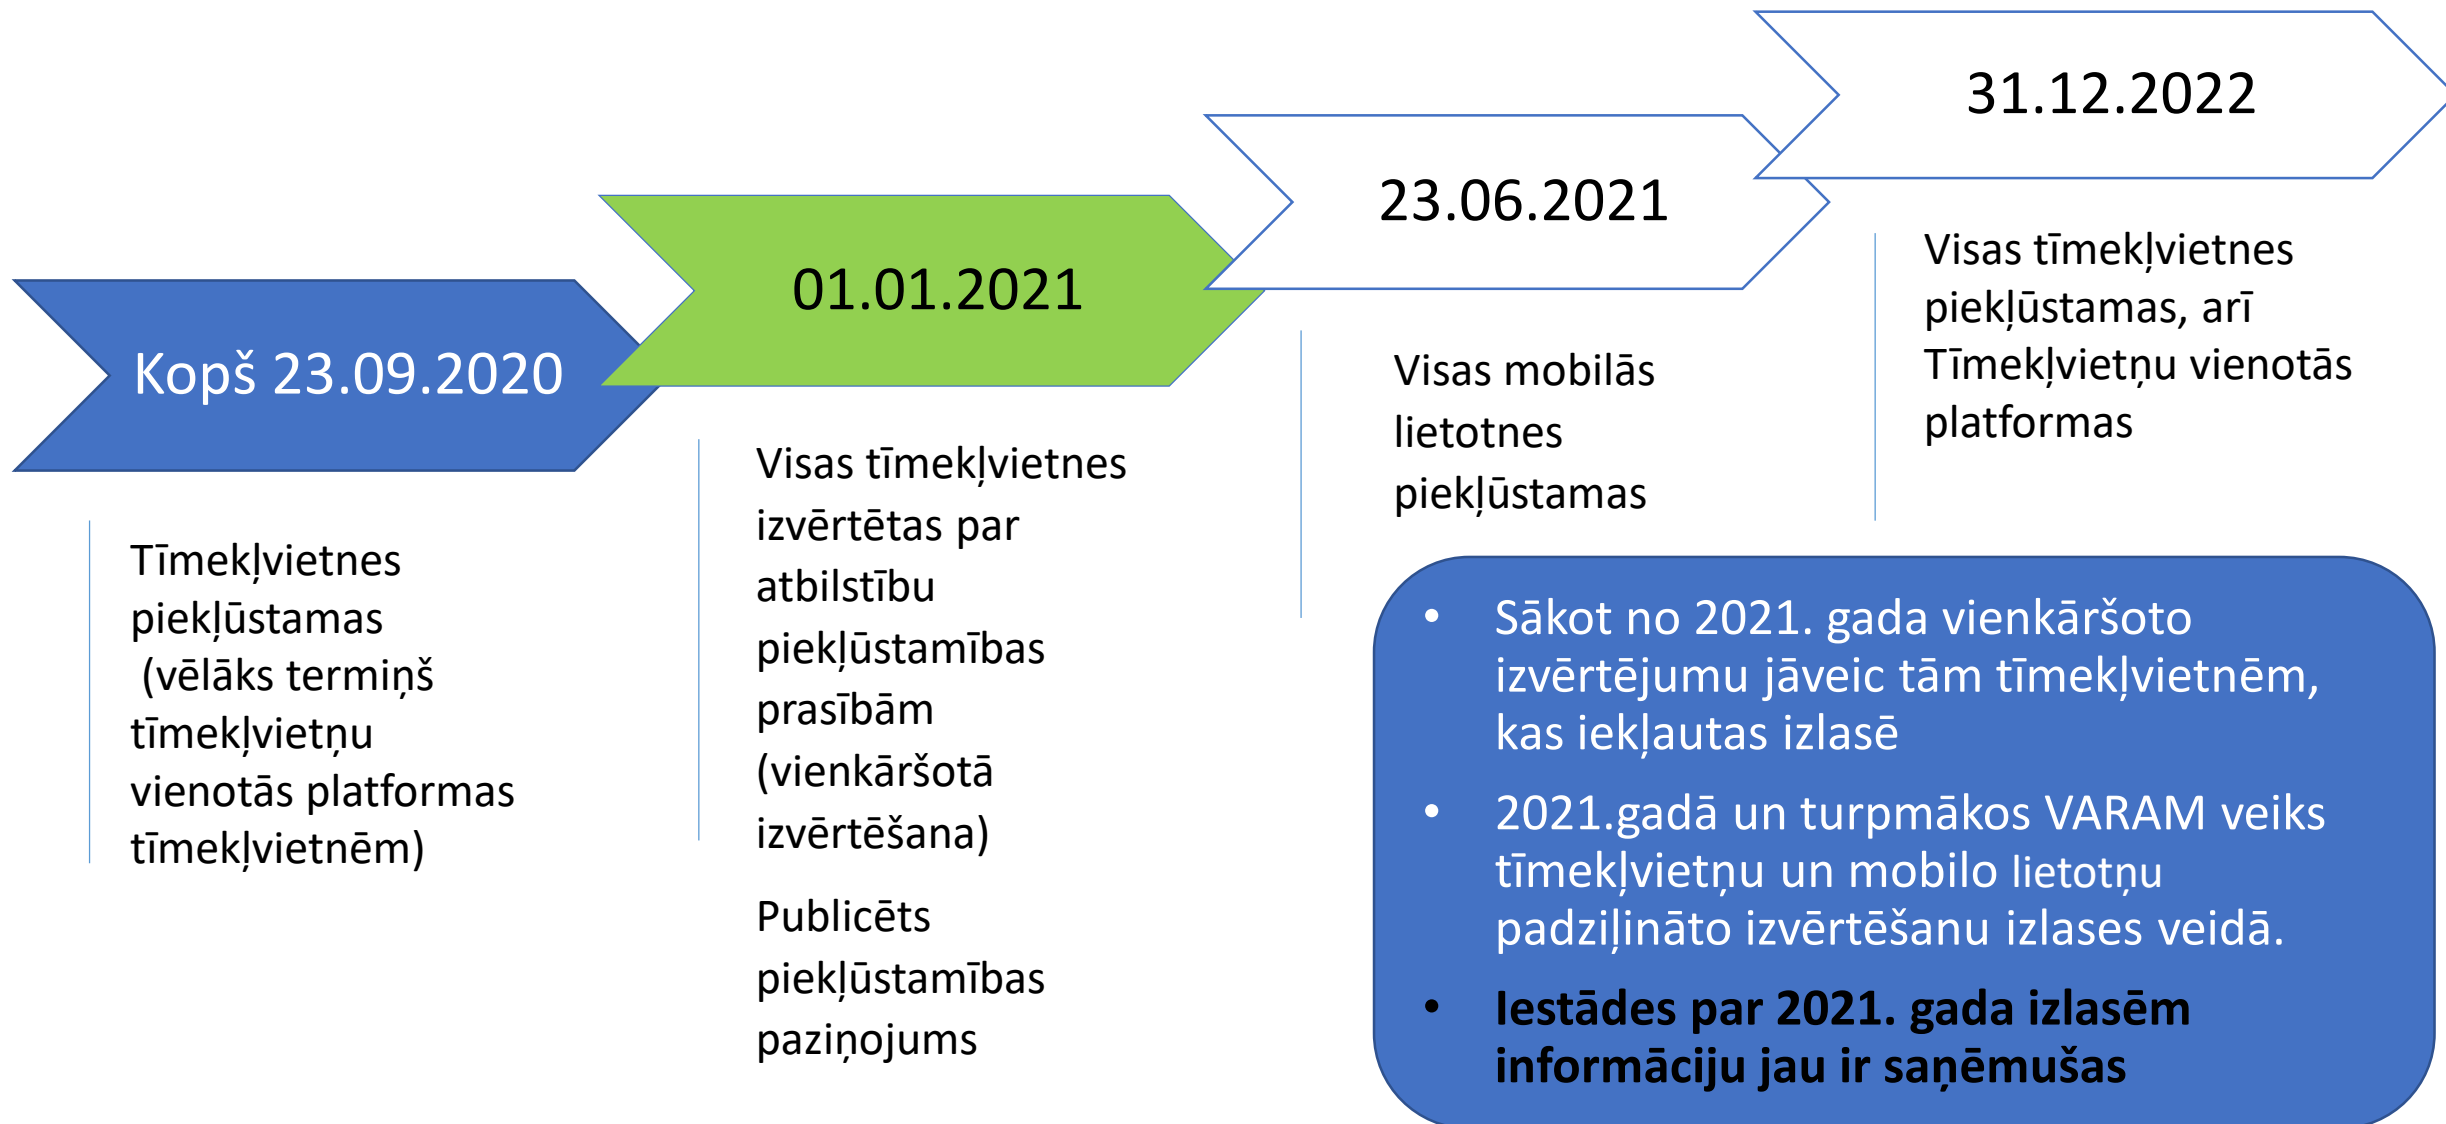 Kopš 23.09.2020
Tīmekļvietnes
piekļūstamas
(vēlāks termiņš
tīmekļvietņu
vienotās platformas
tīmekļvietnēm)
01.01.2021
Visas tīmekļvietnes
izvērtētas par
atbilstību
piekļūstamības
prasībām
(vienkāršotā
izvērtēšana)
Publicēts
piekļūstamības
paziņojums
23.06.2021
Visas mobilās
lietotnes
piekļūstamas
31.12.2022
Visas tīmekļvietnes
piekļūstamas, arī
Tīmekļvietņu vienotās
platformas
• Sākot no 2021. gada vienkāršoto
izvērtējumu jāveic tām tīmekļvietnēm,
kas iekļautas izlasē
• 2021.gadā un turpmākos VARAM veiks
tīmekļvietņu un mobilo lietotņu
padziļināto izvērtēšanu izlases veidā.
• Iestādes par 2021. gada izlasēm
informāciju jau ir saņēmušas